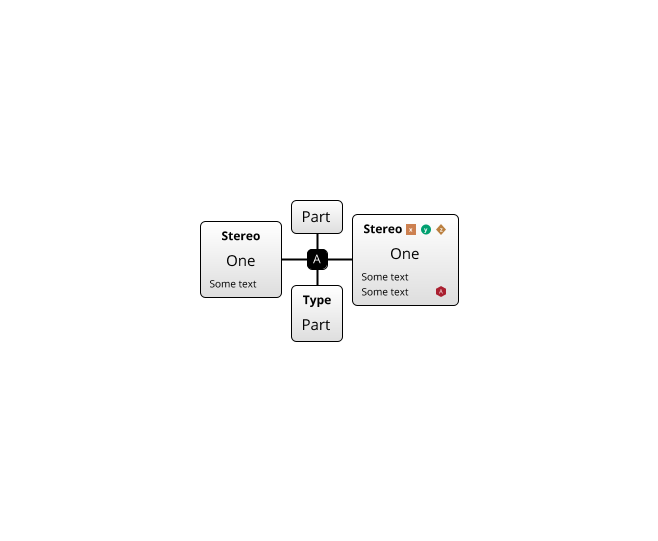 Part
Stereo
One
Some text
A
Stereo x y z
One
Some text
Some text A
Type
Part